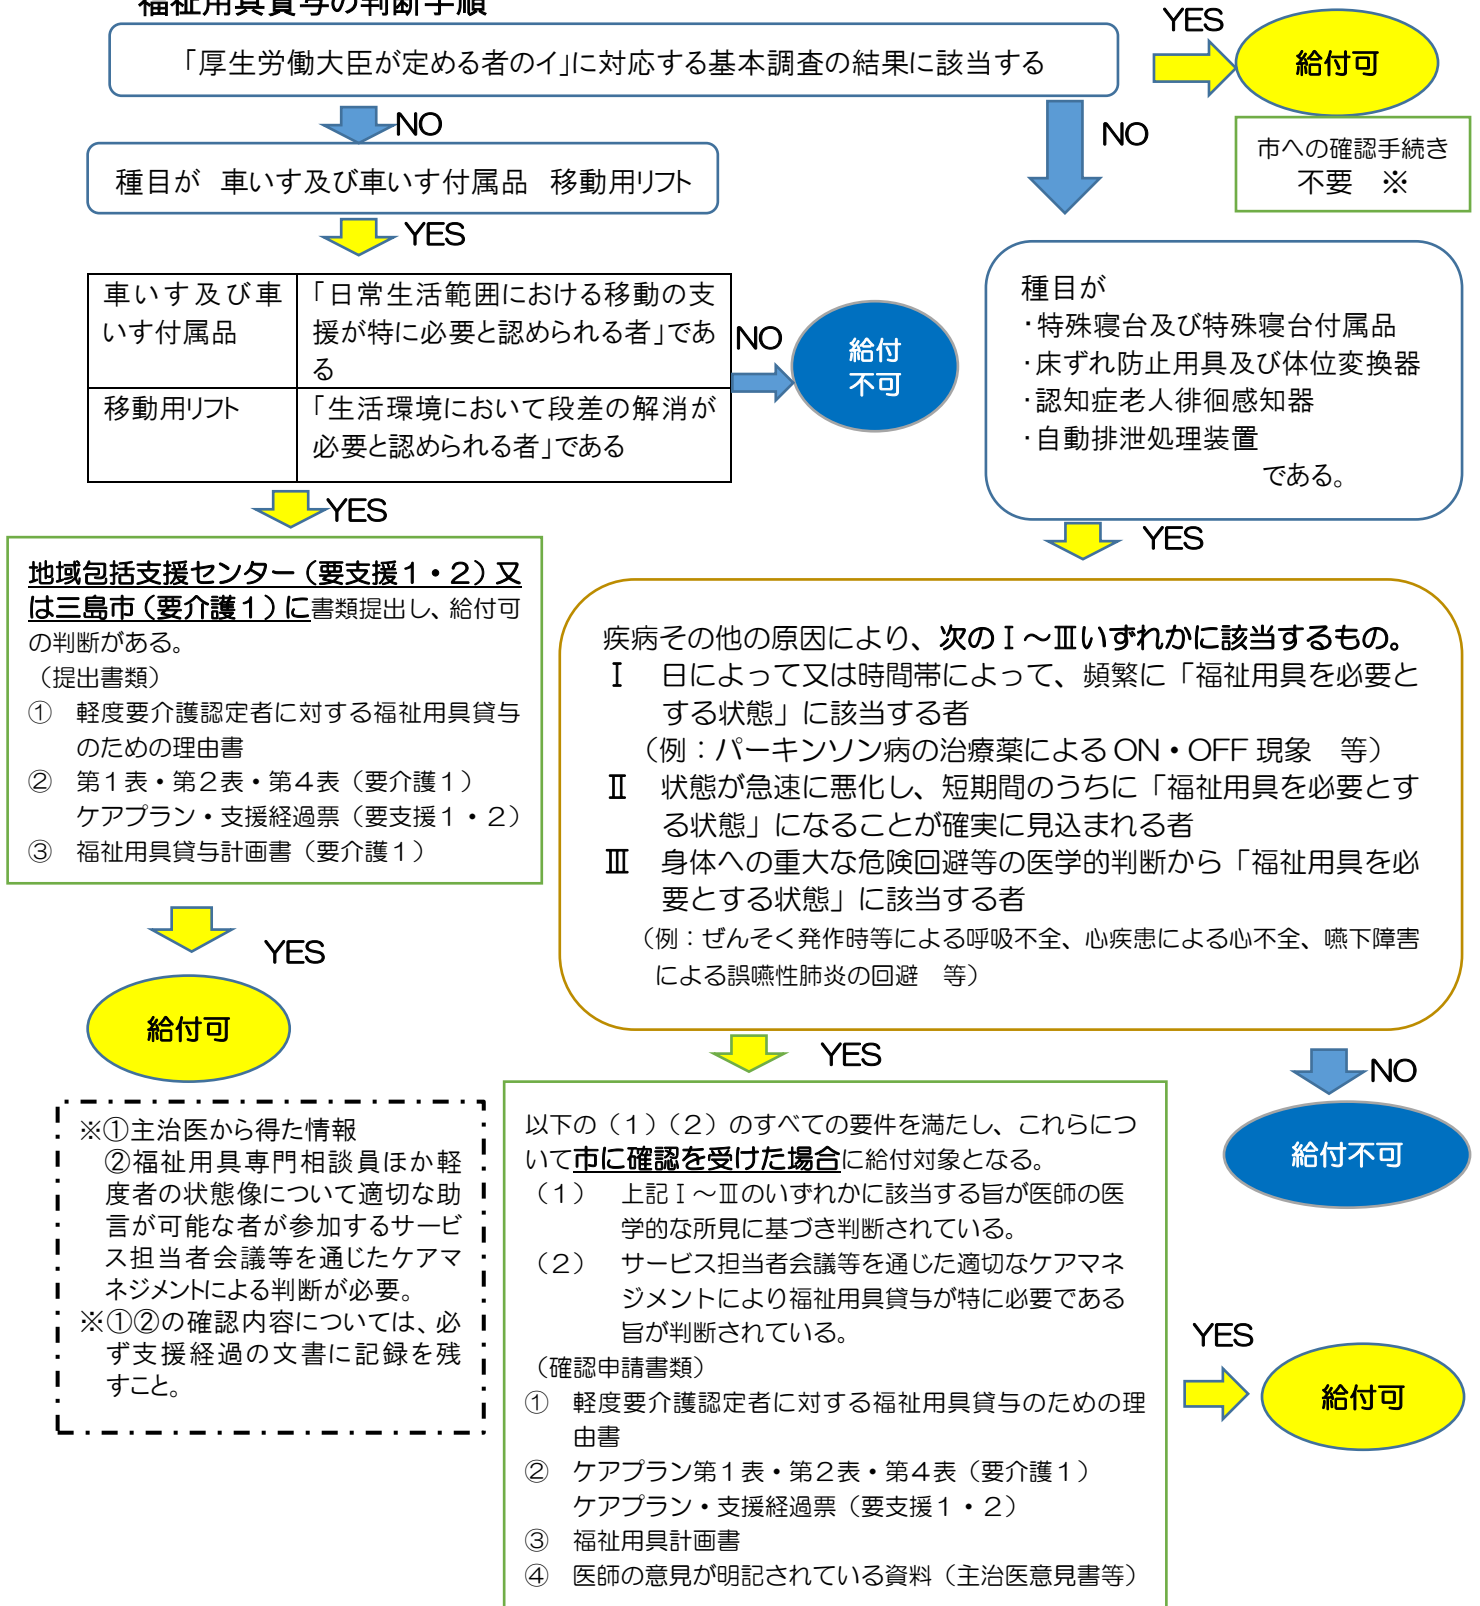 福祉用具貸与の判断手順
「厚生労働大臣が定める者のイ」に対応する基本調査の結果に該当する
YES
給付可
市への確認手続き
不要　※
NO
NO
種目が　車いす及び車いす付属品　移動用リフト
YES
車いす及び車
いす付属品
「日常生活範囲における移動の支
援が特に必要と認められる者」であ
る
移動用リフト
「生活環境において段差の解消が
必要と認められる者」である
NO
給付
不可
種目が
・特殊寝台及び特殊寝台付属品
・床ずれ防止用具及び体位変換器
・認知症老人徘徊感知器
・自動排泄処理装置
である。
YES
YES
地域包括支援センター（要支援１・２）又
は三島市（要介護１）に書類提出し、給付可
の判断がある。
（提出書類）
①　軽度要介護認定者に対する福祉用具貸与
のための理由書
②　第１表・第２表・第４表（要介護１）
ケアプラン・支援経過票（要支援１・２）
③　福祉用具貸与計画書（要介護１）
YES
給付可
※①主治医から得た情報
②福祉用具専門相談員ほか軽
度者の状態像について適切な助
言が可能な者が参加するサービ
ス担当者会議等を通じたケアマ
ネジメントによる判断が必要。
※①②の確認内容については、必
ず支援経過の文書に記録を残
すこと。
疾病その他の原因により、次のⅠ～Ⅲいずれかに該当するもの。
Ⅰ　日によって又は時間帯によって、頻繁に「福祉用具を必要と
する状態」に該当する者
（例：パーキンソン病の治療薬によるON・OFF現象　等）
Ⅱ　状態が急速に悪化し、短期間のうちに「福祉用具を必要とす
る状態」になることが確実に見込まれる者
Ⅲ　身体への重大な危険回避等の医学的判断から「福祉用具を必
要とする状態」に該当する者
（例：ぜんそく発作時等による呼吸不全、心疾患による心不全、嚥下障害
による誤嚥性肺炎の回避　等）
YES
NO
給付不可
以下の（１）（２）のすべての要件を満たし、これらにつ
いて市に確認を受けた場合に給付対象となる。
（１）　上記Ⅰ～Ⅲのいずれかに該当する旨が医師の医
学的な所見に基づき判断されている。
（２）　サービス担当者会議等を通じた適切なケアマネ
ジメントにより福祉用具貸与が特に必要である
旨が判断されている。
（確認申請書類）
①　軽度要介護認定者に対する福祉用具貸与のための理
由書
②　ケアプラン第１表・第２表・第４表（要介護１）
ケアプラン・支援経過票（要支援１・２）
③　福祉用具計画書
④　医師の意見が明記されている資料（主治医意見書等）
YES
給付可